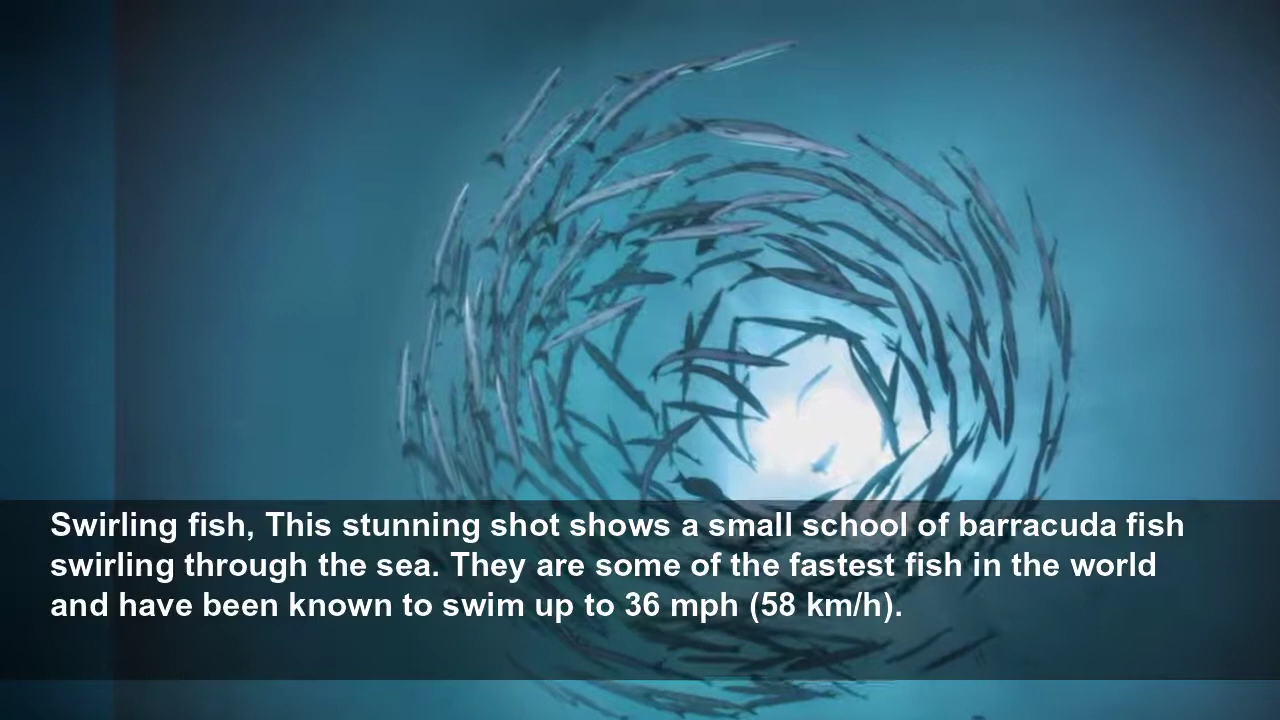 Swirling fish, This stunning shot shows a small school of barracuda fish
swirling through the sea. They are some of the fastest fish in the world
and have been known to swim up to 36 mph (58 km/h).